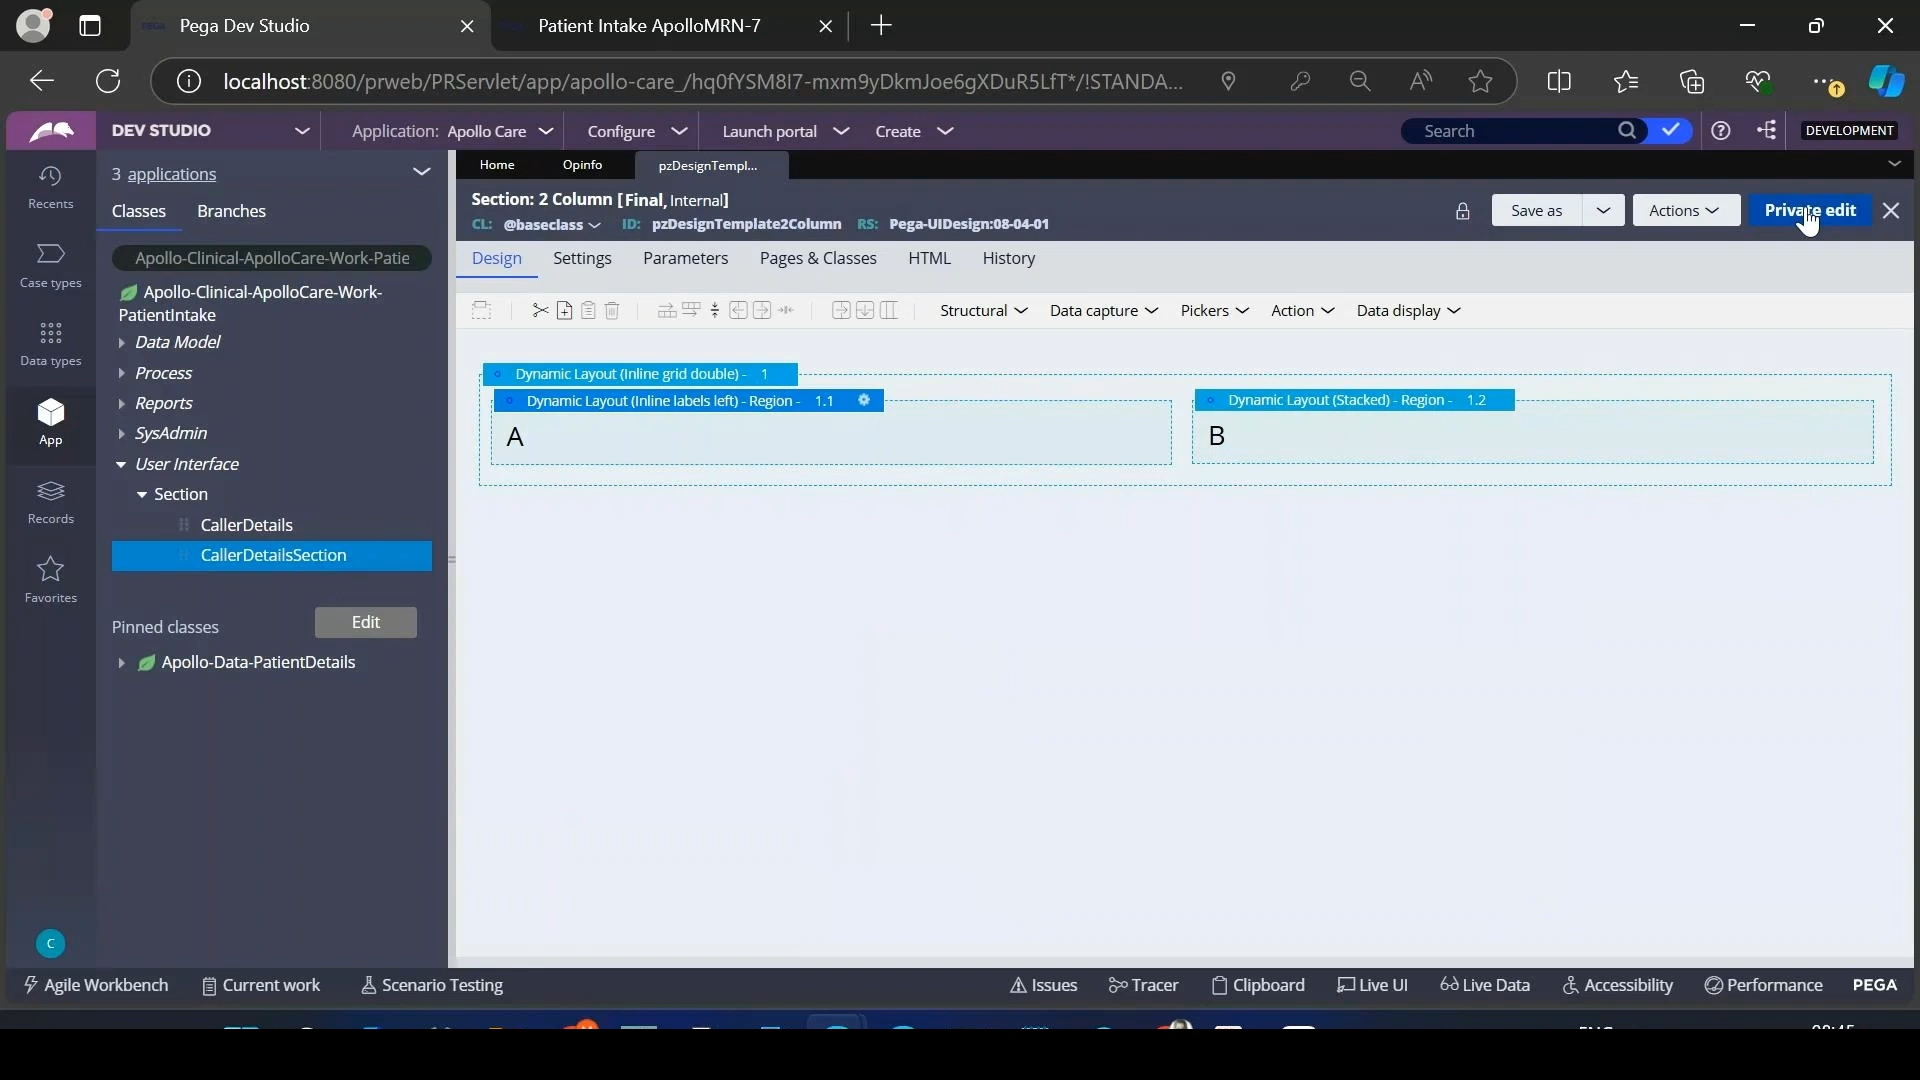 Pega Dev Studio
Patient Intake ApolloMRN-7
localhost:8080/prweb/PRServlet/app/apollo-care_/hq0fYSM8I7-mxm9yDkmJoe6gXDuR5LfT*/!STANDA...
DEV STUDIO
Application: Apollo Care
Configure
Launch portal
Create
Search
DEVELOPMENT
Recents
Case types
Data types
App
Records
Favorites
C
3 applications
Classes
Branches
Apollo-Clinical-ApolloCare-Work-Patie
Apollo-Clinical-ApolloCare-Work-
PatientIntake
Data Model
Process
Reports
SysAdmin
User Interface
Section
CallerDetails
CallerDetailsSection
Pinned classes
Edit
Apollo-Data-PatientDetails
Home
Opinfo
pzDesignTempl...
Section: 2 Column [Final, Internal]
CL: @baseclass ID: pzDesignTemplate2Column RS: Pega-UIDesign:08-04-01
Save as
Actions
Private edit
Design
Settings
Parameters
Pages & Classes
HTML
History
Structural
Data capture
Pickers
Action
Data display
Dynamic Layout (Inline grid double) - 1
Dynamic Layout (Inline labels left) - Region - 1.1
Dynamic Layout (Stacked) - Region - 1.2
A
B
Agile Workbench
Current work
Scenario Testing
Issues
Tracer
Clipboard
Live UI
Live Data
Accessibility
Performance
PEGA